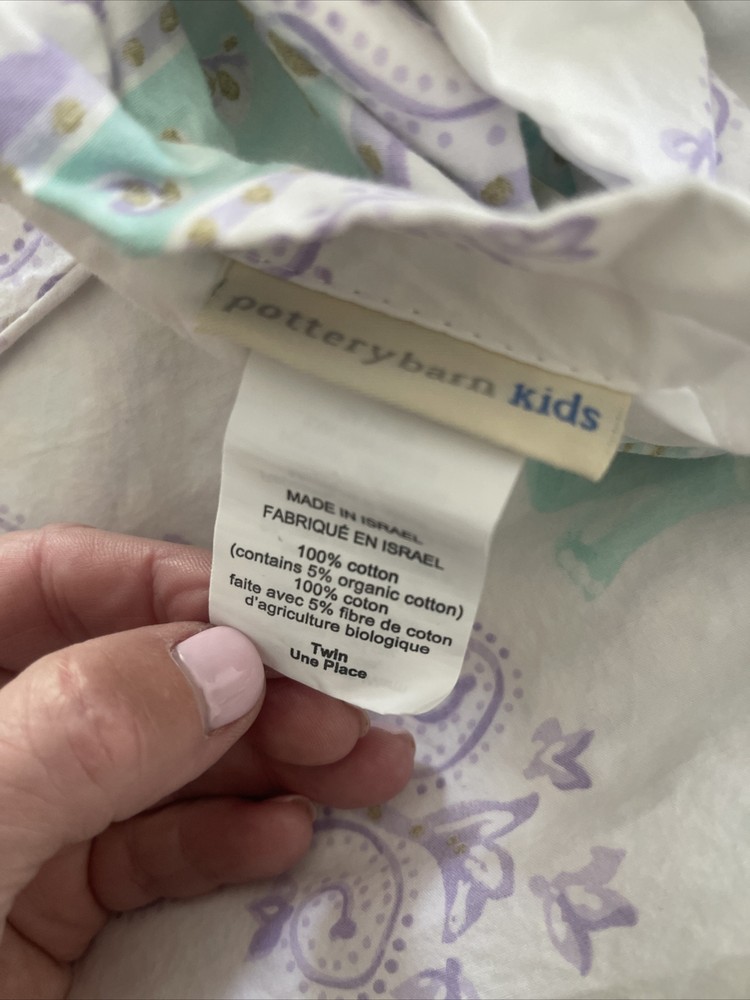 potterybarn kids
MADE IN ISRAEL
FABRIQUÉ EN ISRAEL
100% cotton
(contains 5% organic cotton)
100% coton
faite avec 5% fibre de coton
d'agriculture biologique
Twin
Une Place